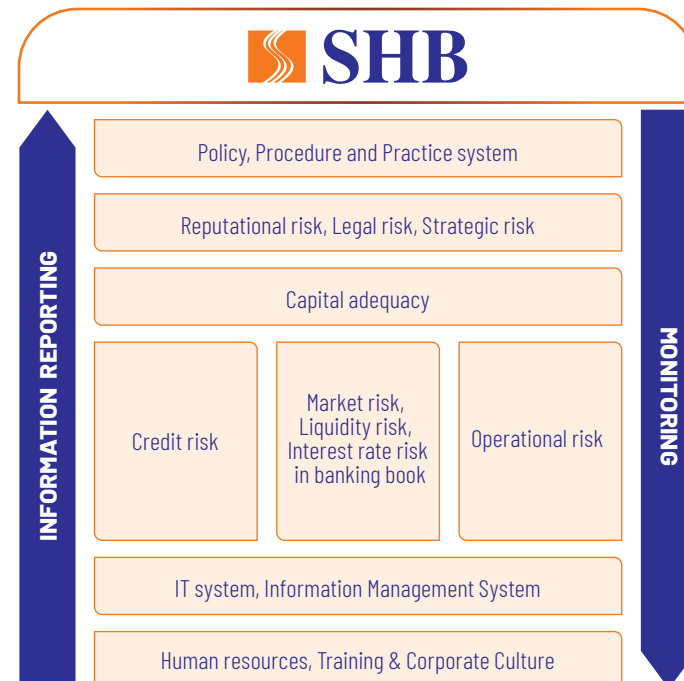 SHB
Policy, Procedure and Practice system
Reputational risk, Legal risk, Strategic risk
Capital adequacy
INFORMATION REPORTING
MONITORING
Credit risk
Market risk,
Liquidity risk,
Interest rate risk
in banking book
Operational risk
IT system, Information Management System
Human resources, Training & Corporate Culture